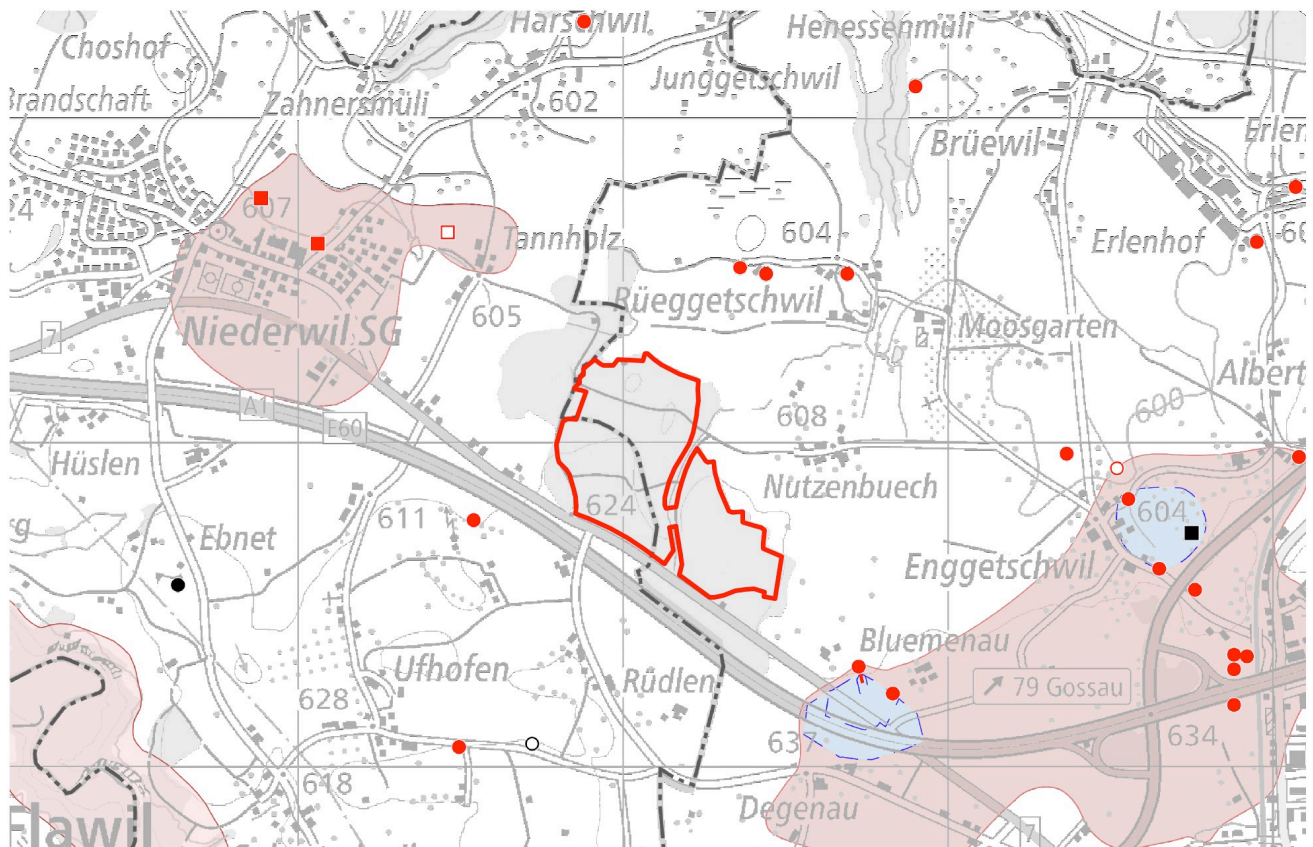 Harschwil
Henessenmüli
Choshof
Junggetschwil
Brandschaft
Zahnersmüli
602
Brüewil
607
604
Tannholz
Erlenhof
Rüeggetschwil
605
Moosgarten
7
Niederwil SG
Albert
A1
608
600
E60
Hüslen
Nutzenbuech
624
611
604
Ebnet
Enggetschwil
Bluemenau
Ufhofen
Rüdlen
79 Gossau
628
637
634
618
Degenau
7
Flawil